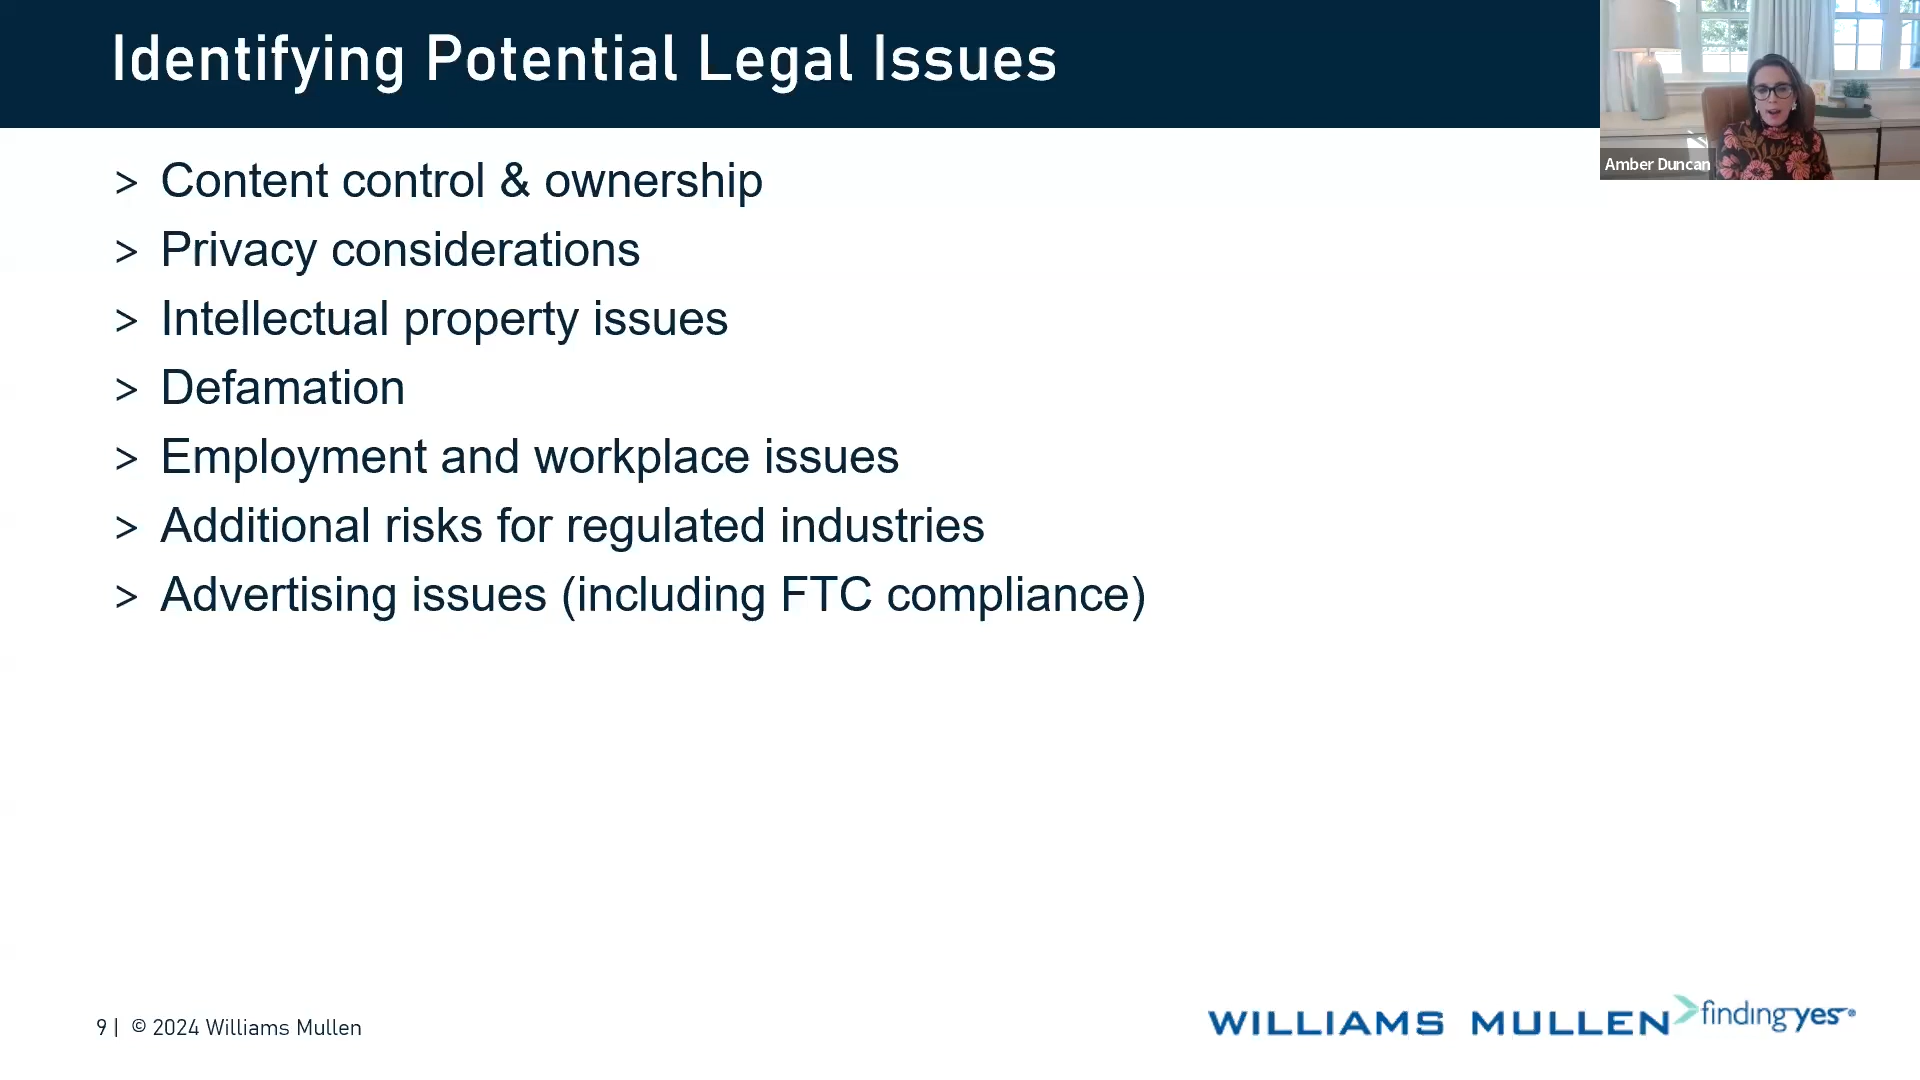 Identifying Potential Legal Issues
Amber Duncan
> Content control & ownership
> Privacy considerations
> Intellectual property issues
> Defamation
> Employment and workplace issues
> Additional risks for regulated industries
> Advertising issues (including FTC compliance)
9 | © 2024 Williams Mullen
WILLIAMS MULLEN findingyes®